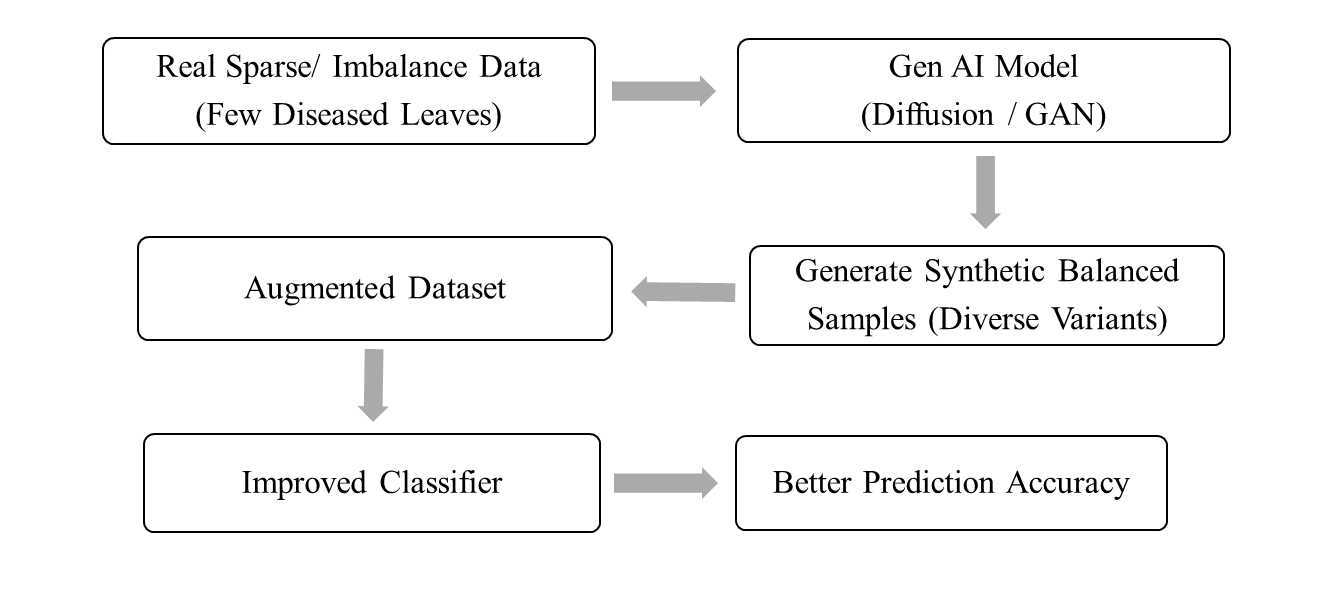 Real Sparse/ Imbalance Data
(Few Diseased Leaves)
Gen AI Model
(Diffusion / GAN)
Generate Synthetic Balanced
Samples (Diverse Variants)
Augmented Dataset
Improved Classifier
Better Prediction Accuracy